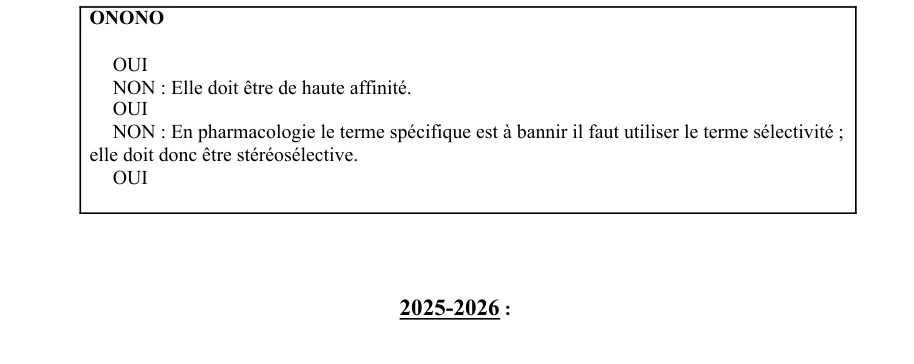 ONONO
OUI
NON : Elle doit être de haute affinité.
OUI
NON : En pharmacologie le terme spécifique est à bannir il faut utiliser le terme sélectivité ;
elle doit donc être stéréosélective.
OUI
2025-2026 :